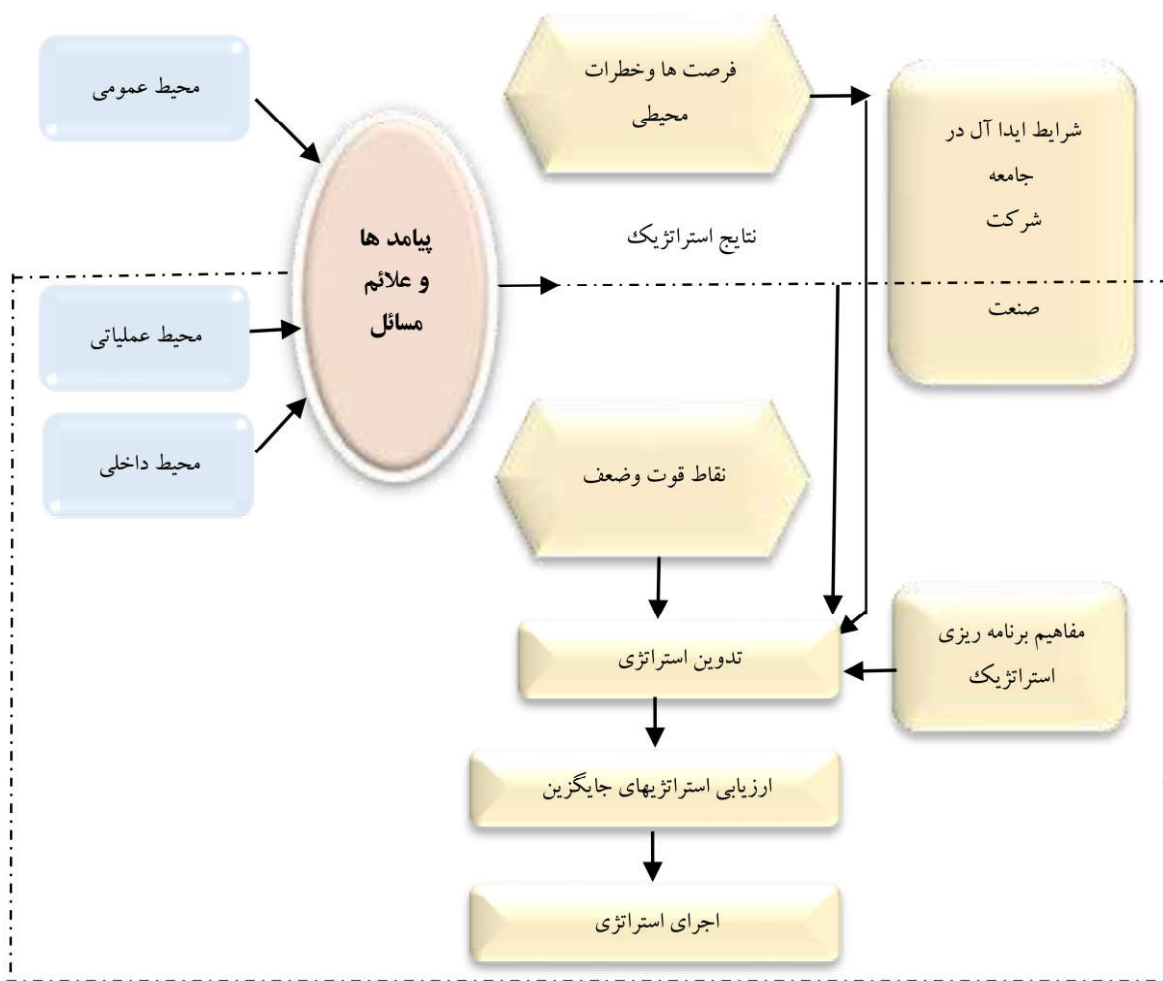 محیط عمومی
فرصت ها وخطرات
محیطی
شرایط ایدا آل در
جامعه
شرکت
صنعت
پیامد ها
و علائم
مسائل
نتایج استراتژیک
محیط عملیاتی
محیط داخلی
نقاط قوت وضعف
مفاهیم برنامه ریزی
استراتژیک
تدوین استراتژی
ارزیابی استراتژیهای جایگزین
اجرای استراتژی